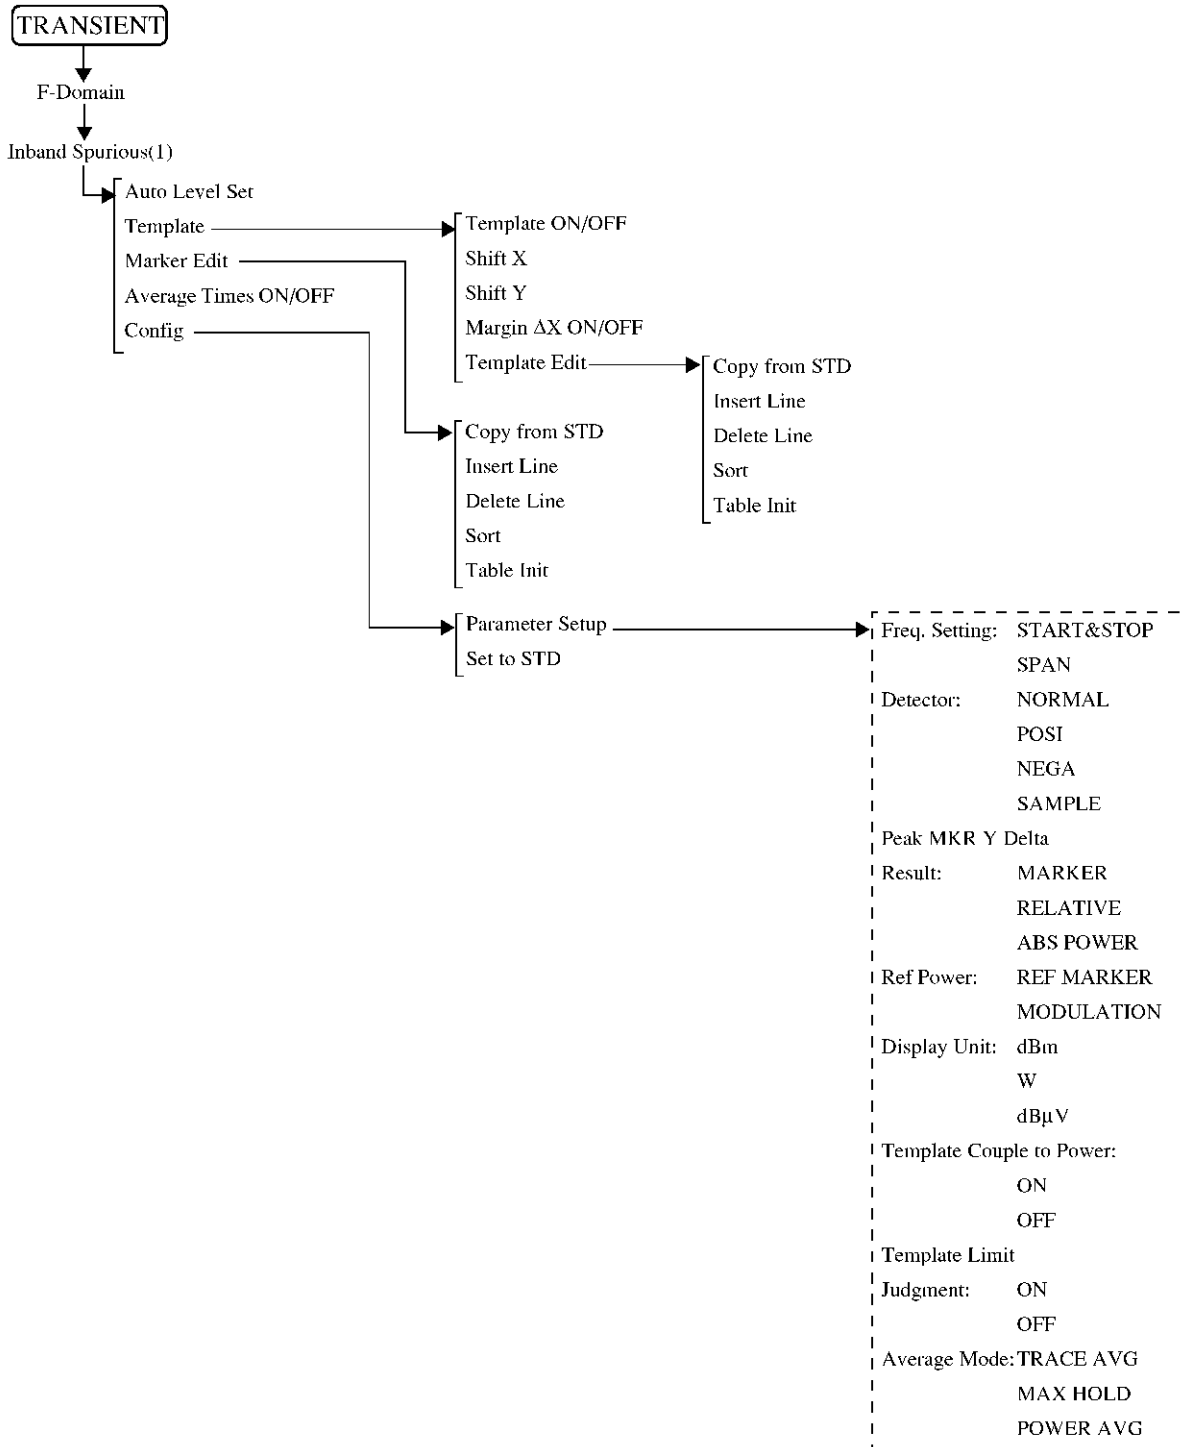 TRANSIENT
F-Domain
Inband Spurious(1)
Auto Level Set
Template
Marker Edit
Average Times ON/OFF
Config
Template ON/OFF
Shift X
Shift Y
Margin ΔX ON/OFF
Template Edit
Copy from STD
Insert Line
Delete Line
Sort
Table Init
Copy from STD
Insert Line
Delete Line
Sort
Table Init
Parameter Setup
Set to STD
Freq. Setting: START&STOP
SPAN
Detector: NORMAL
POSI
NEGA
SAMPLE
Peak MKR Y Delta
Result: MARKER
RELATIVE
ABS POWER
Ref Power: REF MARKER
MODULATION
Display Unit: dBm
W
dBμV
Template Couple to Power:
ON
OFF
Template Limit
Judgment: ON
OFF
Average Mode: TRACE AVG
MAX HOLD
POWER AVG